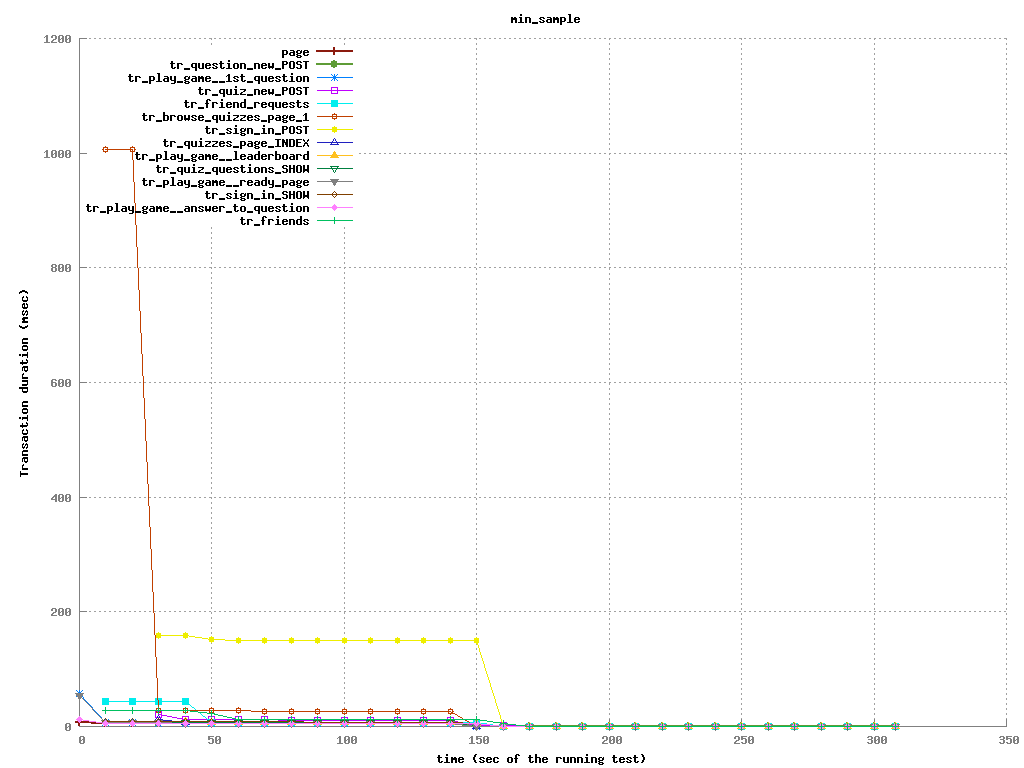 min_sample
1200
1000
800
600
400
200
0
Transaction duration (msec)
page
tr_question_new_POST
tr_play_game__1st_question
tr_quiz_new_POST
tr_friend_requests
tr_browse_quizzes_page_1
tr_sign_in_POST
tr_quizzes_page_INDEX
tr_play_game__leaderboard
tr_quiz_questions_SHOW
tr_play_game__ready_page
tr_sign_in_SHOW
tr_play_game__answer_to_question
tr_friends
0 50 100 150 200 250 300 350
time (sec of the running test)